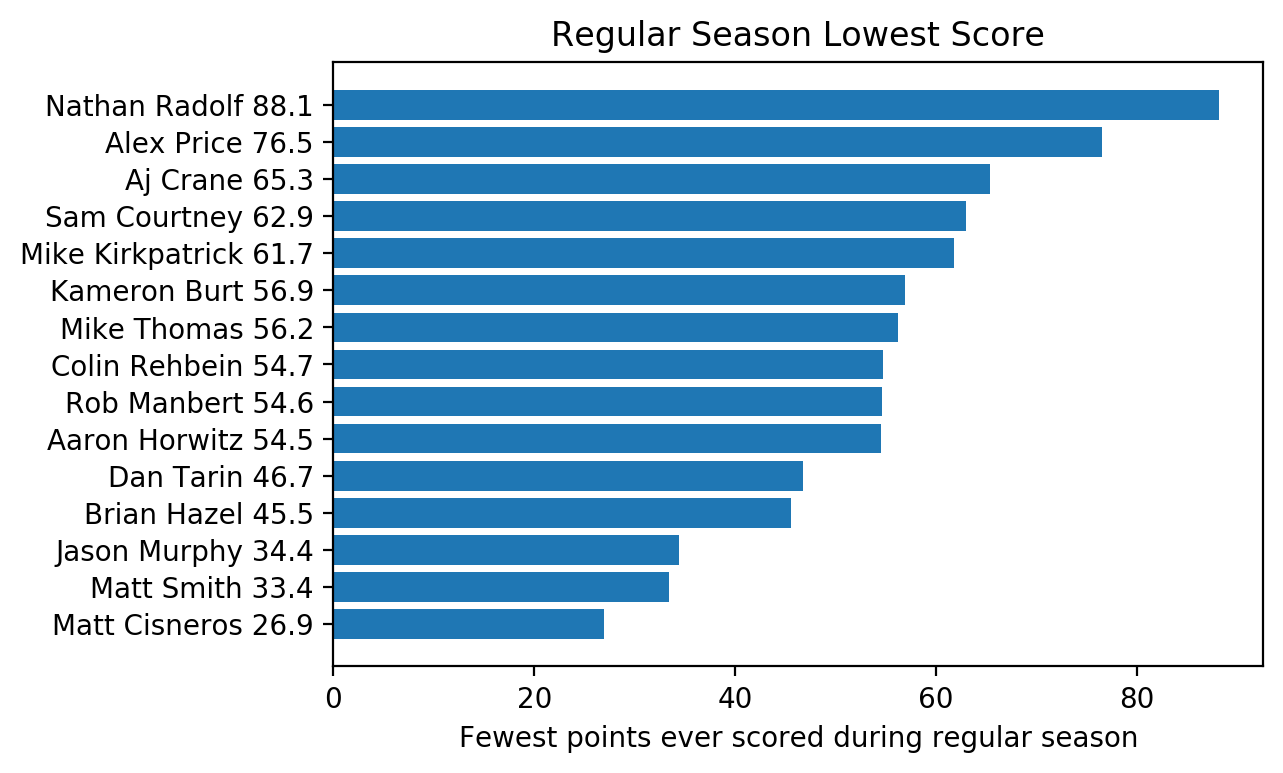 Regular Season Lowest Score
Nathan Radolf 88.1
Alex Price 76.5
Aj Crane 65.3
Sam Courtney 62.9
Mike Kirkpatrick 61.7
Kameron Burt 56.9
Mike Thomas 56.2
Colin Rehbein 54.7
Rob Manbert 54.6
Aaron Horwitz 54.5
Dan Tarin 46.7
Brian Hazel 45.5
Jason Murphy 34.4
Matt Smith 33.4
Matt Cisneros 26.9
0 20 40 60 80
Fewest points ever scored during regular season